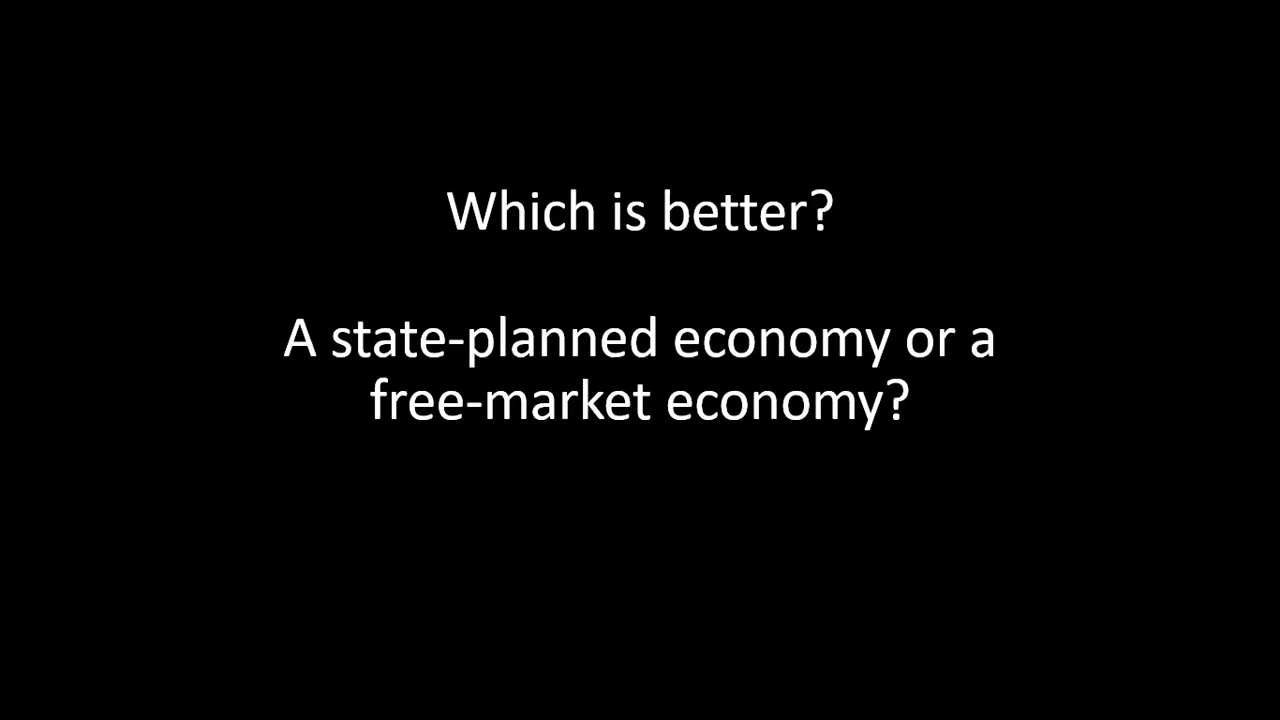 Which is better?
A state-planned economy or a
free-market economy?